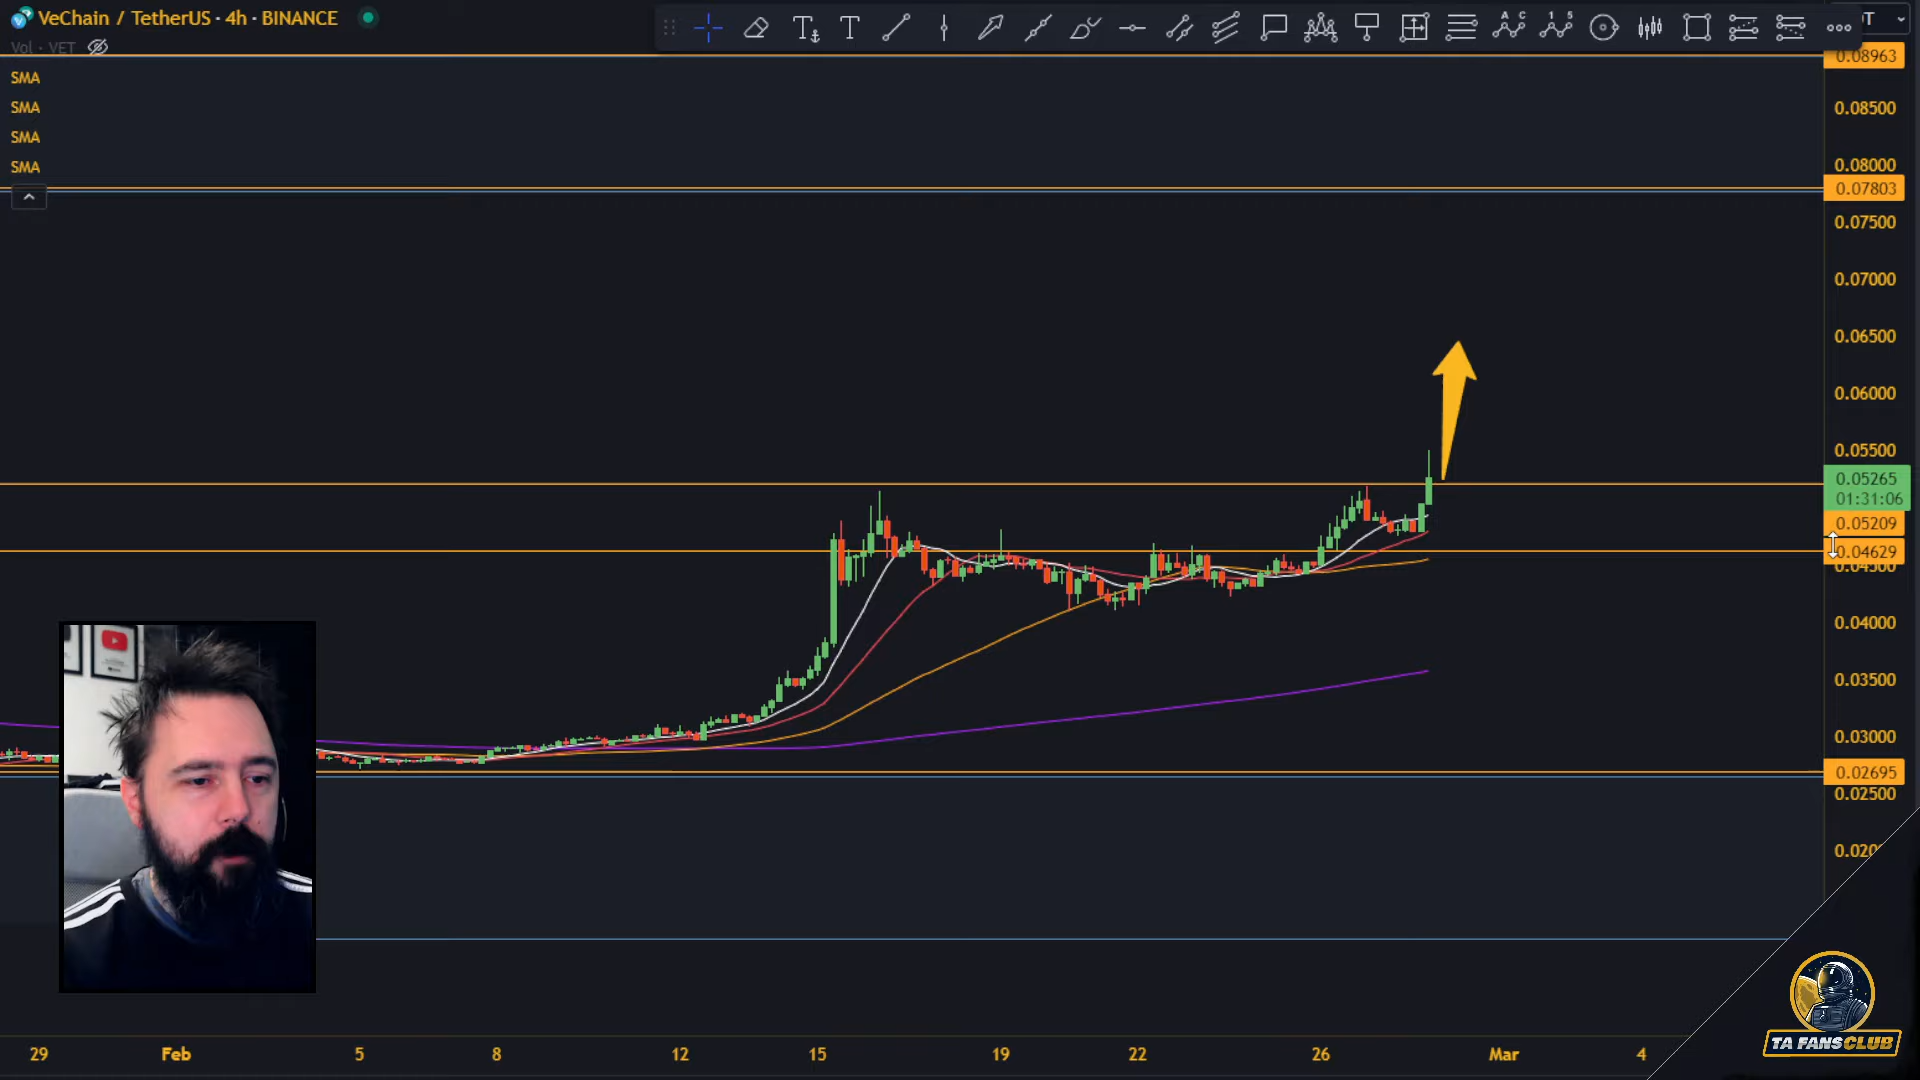 VeChain / TetherUS · 4h · BINANCE
Vol · VET
SMA
SMA
SMA
SMA
0.08963
0.08500
0.08000
0.07803
0.07500
0.07000
0.06500
0.06000
0.05500
0.05265
01:31:06
0.05209
0.04629
0.04500
0.04000
0.03500
0.03000
0.02695
0.02500
29 Feb 5 8 12 15 19 22 26 Mar 4
TA FANSCLUB